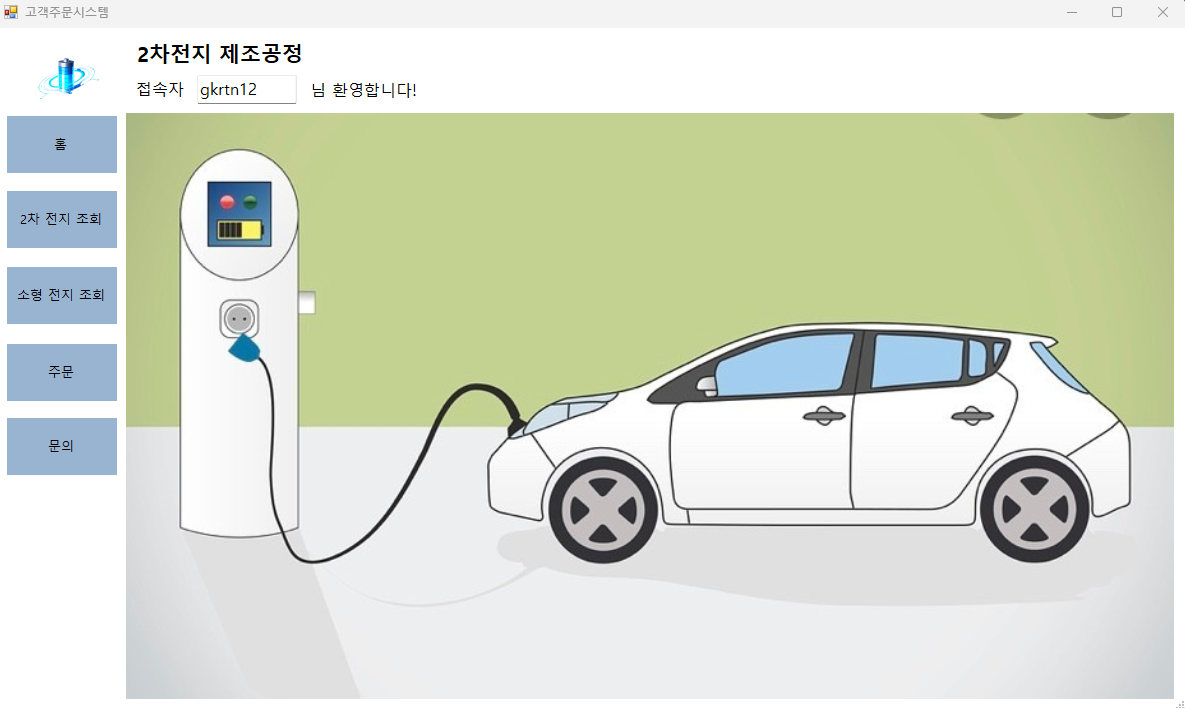 고객주문시스템
2차전지 제조공정
접속자 gkrtn12 님 환영합니다!
홈
2차 전지 조회
소형 전지 조회
주문
문의